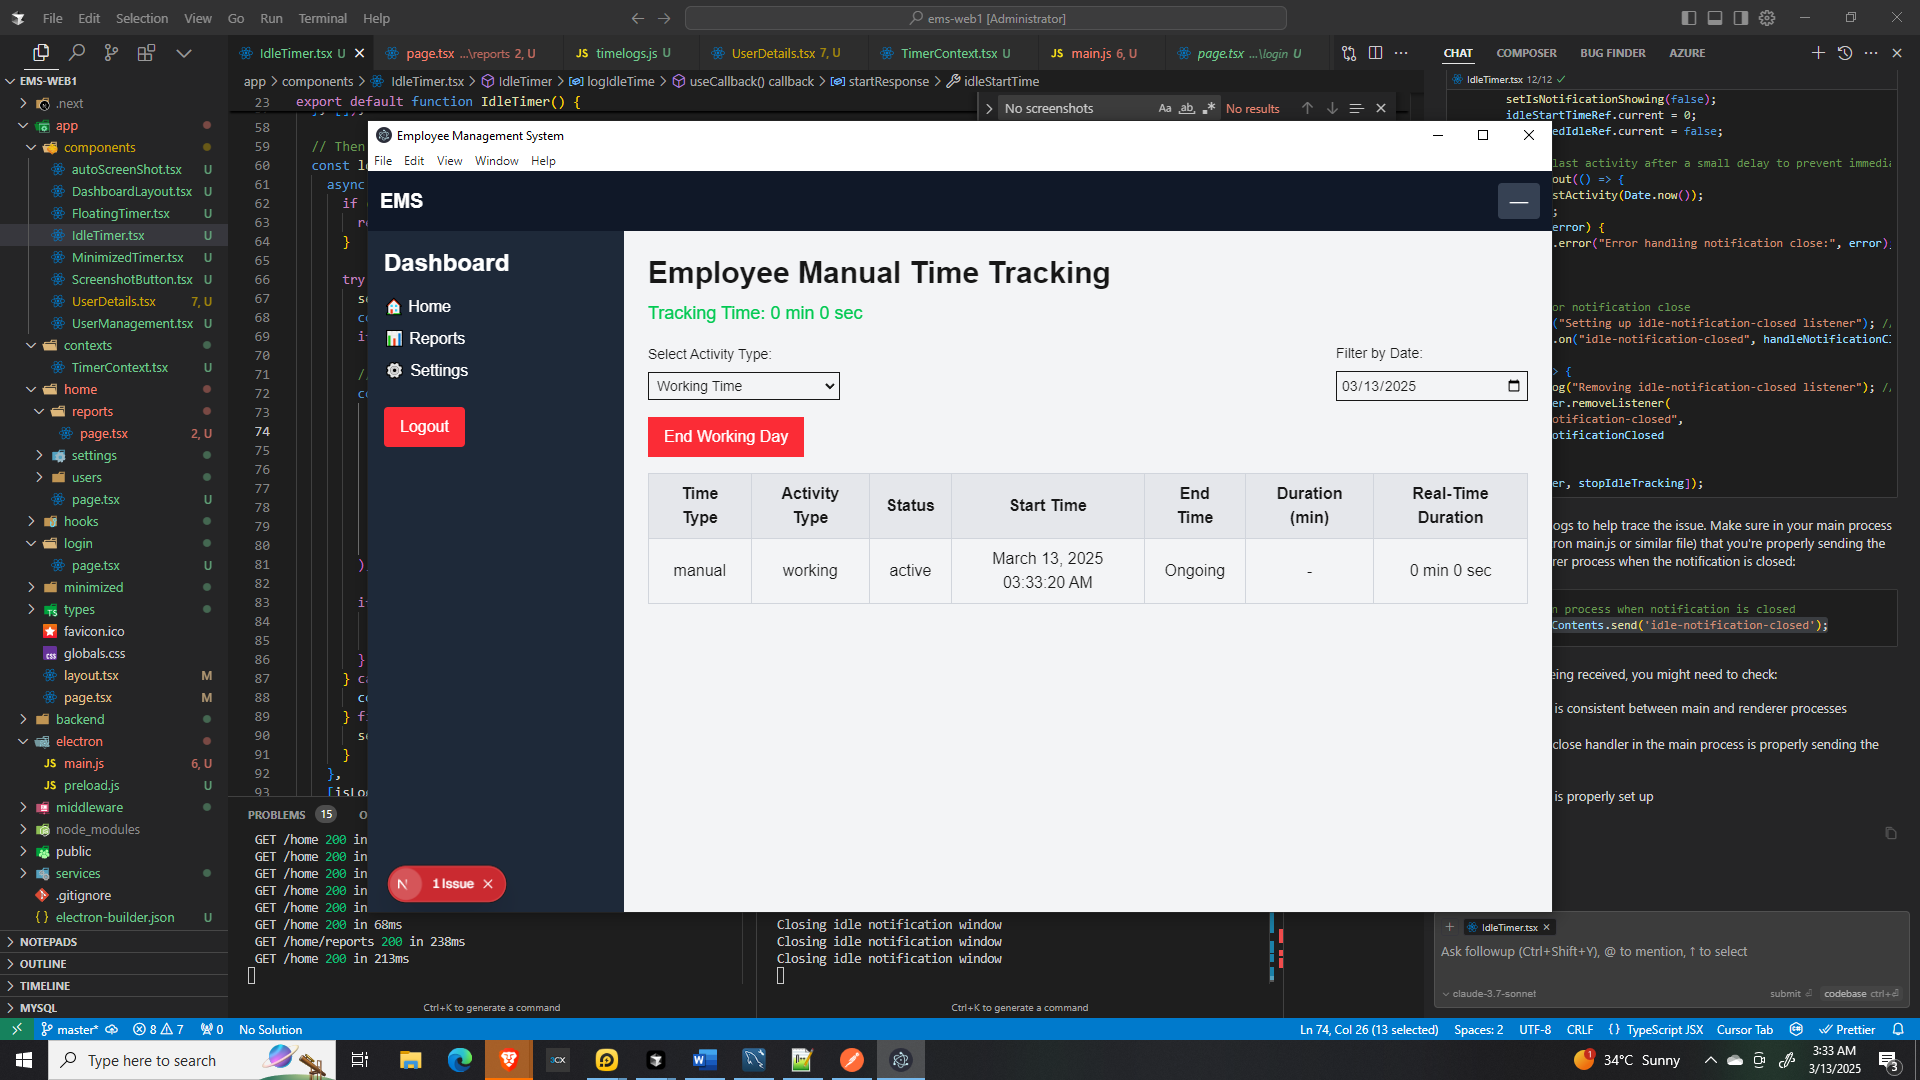 File Edit Selection View Go Run Terminal Help
ems-web1 [Administrator]
EMS-WEB1
.next
app
components
autoScreenShot.tsx U
DashboardLayout.tsx U
FloatingTimer.tsx U
IdleTimer.tsx U
MinimizedTimer.tsx U
ScreenshotButton.tsx U
UserDetails.tsx 7, U
UserManagement.tsx U
contexts
TimerContext.tsx U
home
reports
page.tsx 2, U
settings
users
page.tsx U
hooks
login
page.tsx U
minimized
types
favicon.ico
globals.css
layout.tsx M
page.tsx M
backend
electron
main.js 6, U
preload.js U
middleware
node_modules
public
services
.gitignore
electron-builder.json U
NOTEPADS
OUTLINE
TIMELINE
MYSQL
IdleTimer.tsx U page.tsx ...\reports 2, U timelogs.js U UserDetails.tsx 7, U TimerContext.tsx U main.js 6, U page.tsx ...\login U
app > components > IdleTimer.tsx > IdleTimer > logIdleTime > useCallback() callback > startResponse > idleStartTime
No screenshots Aa ab .* No results
23 export default function IdleTimer() {
58
59 // Then
60 const l
61 async
62 if
63 re
64 }
65
66 try
67 se
68 co
69 i
70
71 //
72 co
73
74
75
76
77
78
79
80
81 )
82
83 i
84
85
86 }
87 } ca
88 co
89 } f
90 se
91 }
92 },
93 [isLo
Employee Management System
File Edit View Window Help
EMS
Dashboard
Home
Reports
Settings
Logout
N 1 Issue
Employee Manual Time Tracking
Tracking Time: 0 min 0 sec
Select Activity Type:
Working Time
Filter by Date:
03/13/2025
End Working Day
Time Type Activity Type Status Start Time End Time Duration (min) Real-Time Duration
manual working active March 13, 2025 03:33:20 AM Ongoing - 0 min 0 sec
PROBLEMS 15 O
GET /home 200 in
GET /home 200 in
GET /home 200 in
GET /home 200 in
GET /home 200 in
GET /home 200 in 68ms
GET /home/reports 200 in 238ms
GET /home 200 in 213ms
Ctrl+K to generate a command
Closing idle notification window
Closing idle notification window
Closing idle notification window
Ctrl+K to generate a command
CHAT COMPOSER BUG FINDER AZURE
IdleTimer.tsx 12/12
setIsNotificationShowing(false);
idleStartTimeRef.current = 0;
edIdleRef.current = false;
last activity after a small delay to prevent immedia
out(() => {
stActivity(Date.now());
;
error) {
.error("Error handling notification close:", error)
or notification close
("Setting up idle-notification-closed listener"); /
.on("idle-notification-closed", handleNotificationCl
> {
og("Removing idle-notification-closed listener"); /
er.removeListener(
otification-closed",
otificationClosed
er, stopIdleTracking]);
ogs to help trace the issue. Make sure in your main process
ron main.js or similar file) that you're properly sending the
rer process when the notification is closed:
n process when notification is closed
Contents.send('idle-notification-closed');
eing received, you might need to check:
is consistent between main and renderer processes
close handler in the main process is properly sending the
is properly set up
IdleTimer.tsx
Ask followup (Ctrl+Shift+Y), @ to mention, ↑ to select
claude-3.7-sonnet submit codebase ctrl+
master* 8 7 0 No Solution
Ln 74, Col 26 (13 selected) Spaces: 2 UTF-8 CRLF {} TypeScript JSX Cursor Tab Prettier
Type here to search
34°C Sunny
3:33 AM
3/13/2025
3